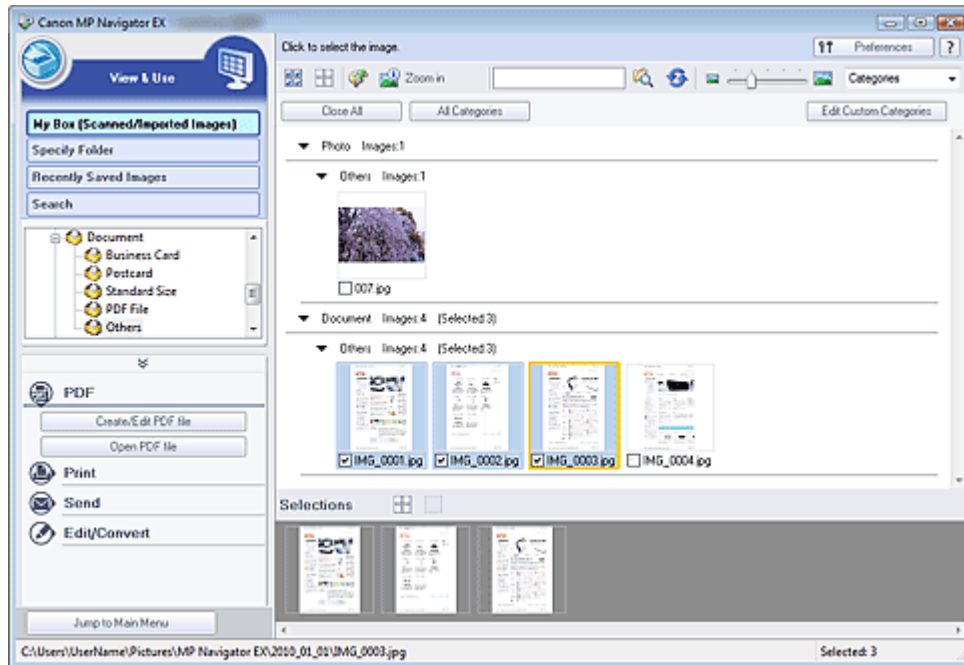 Canon MP Navigator EX
View & Use
My Box (Scanned/Imported Images)
Specify Folder
Recently Saved Images
Search
Document
Business Card
Postcard
Standard Size
PDF File
Others
PDF
Create/Edit PDF file
Open PDF file
Print
Send
Edit/Convert
Jump to Main Menu
Click to select the image.
Preferences
?
Zoom in
Categories
Close All
All Categories
Edit Custom Categories
Photo Images:1
Others Images:1
007.jpg
Document Images:4 (Selected:3)
Others Images:4 (Selected:3)
IMG_0001.jpg IMG_0002.jpg IMG_0003.jpg IMG_0004.jpg
Selections
C:\Users\UserName\Pictures\MP Navigator EX\2010_01_01\IMG_0003.jpg
Selected: 3